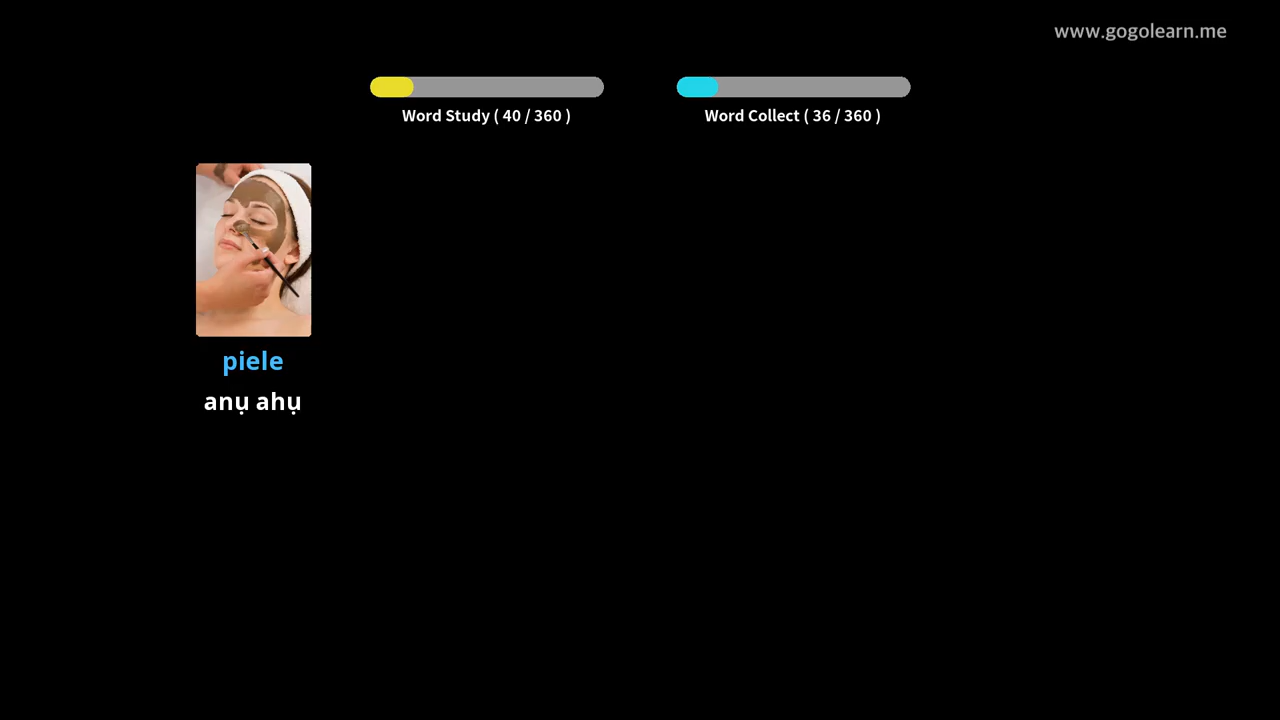 www.gogolearn.me
Word Study ( 40 / 360 )
Word Collect ( 36 / 360 )
piele
anụ ahụ